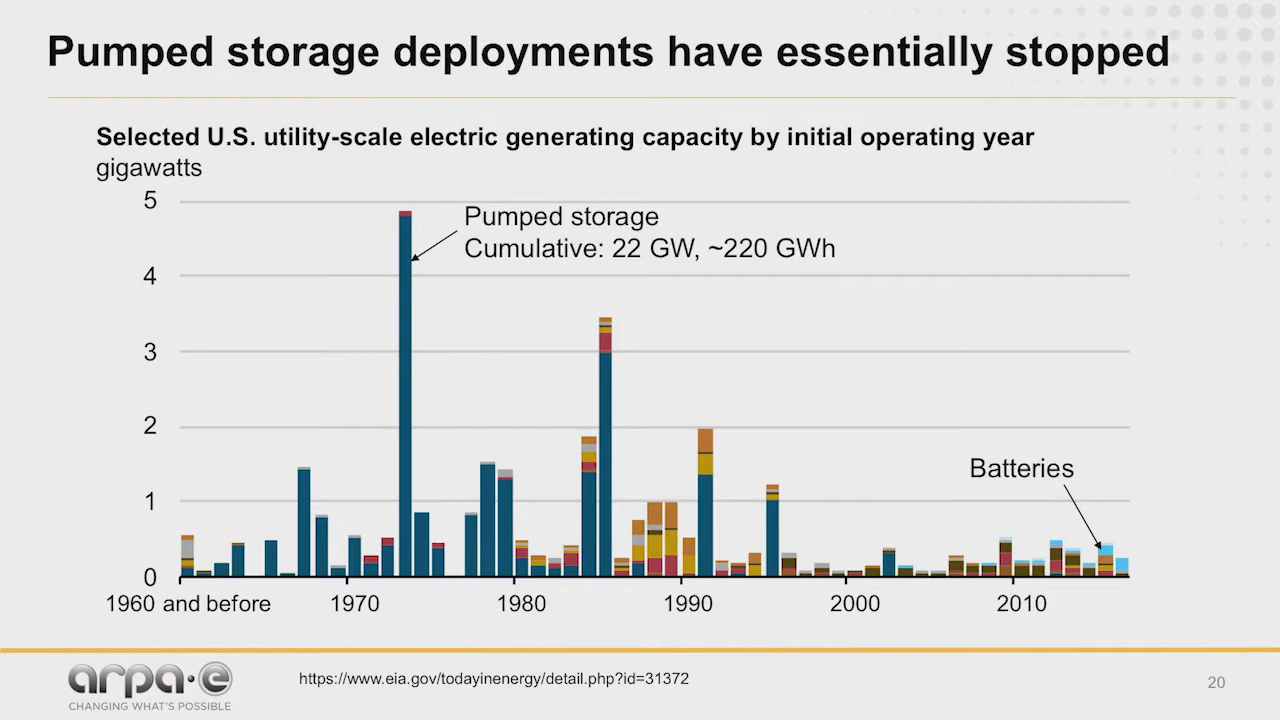 Pumped storage deployments have essentially stopped
Selected U.S. utility-scale electric generating capacity by initial operating year
gigawatts
5
Pumped storage
Cumulative: 22 GW, ~220 GWh
4
3
2
Batteries
1
0
1960 and before 1970 1980 1990 2000 2010
arpa·e
CHANGING WHAT'S POSSIBLE
https://www.eia.gov/todayinenergy/detail.php?id=31372
20